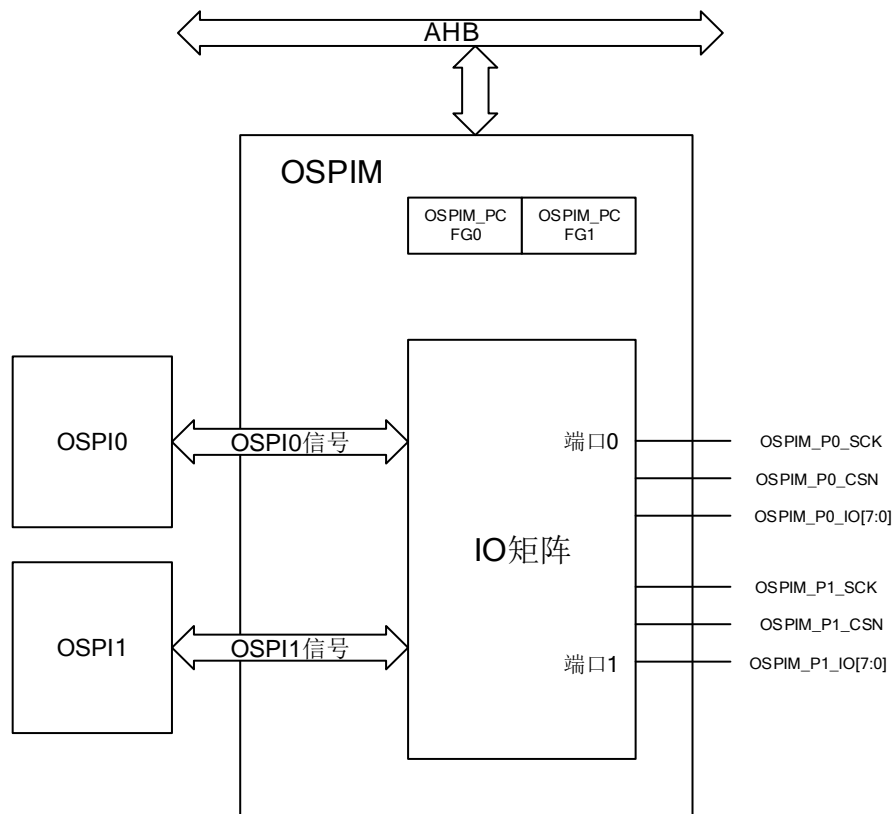 AHB
OSPIM
OSPIM_PC
FG0
OSPIM_PC
FG1
OSPI0
OSPI0信号
端口0
OSPIM_P0_SCK
OSPIM_P0_CSN
OSPIM_P0_IO[7:0]
IO矩阵
OSPI1
OSPI1信号
端口1
OSPIM_P1_SCK
OSPIM_P1_CSN
OSPIM_P1_IO[7:0]